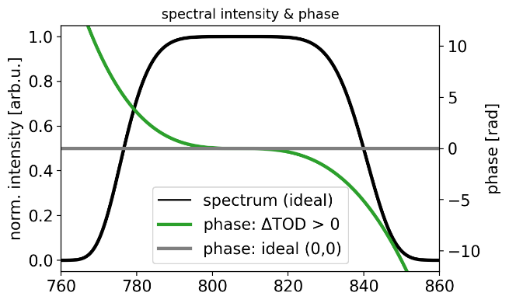 spectral intensity & phase
norm. intensity [arb.u.]
1.0
0.8
0.6
0.4
0.2
0.0
spectrum (ideal)
phase: ΔTOD > 0
phase: ideal (0,0)
10
5
0
−5
−10
phase [rad]
760 780 800 820 840 860